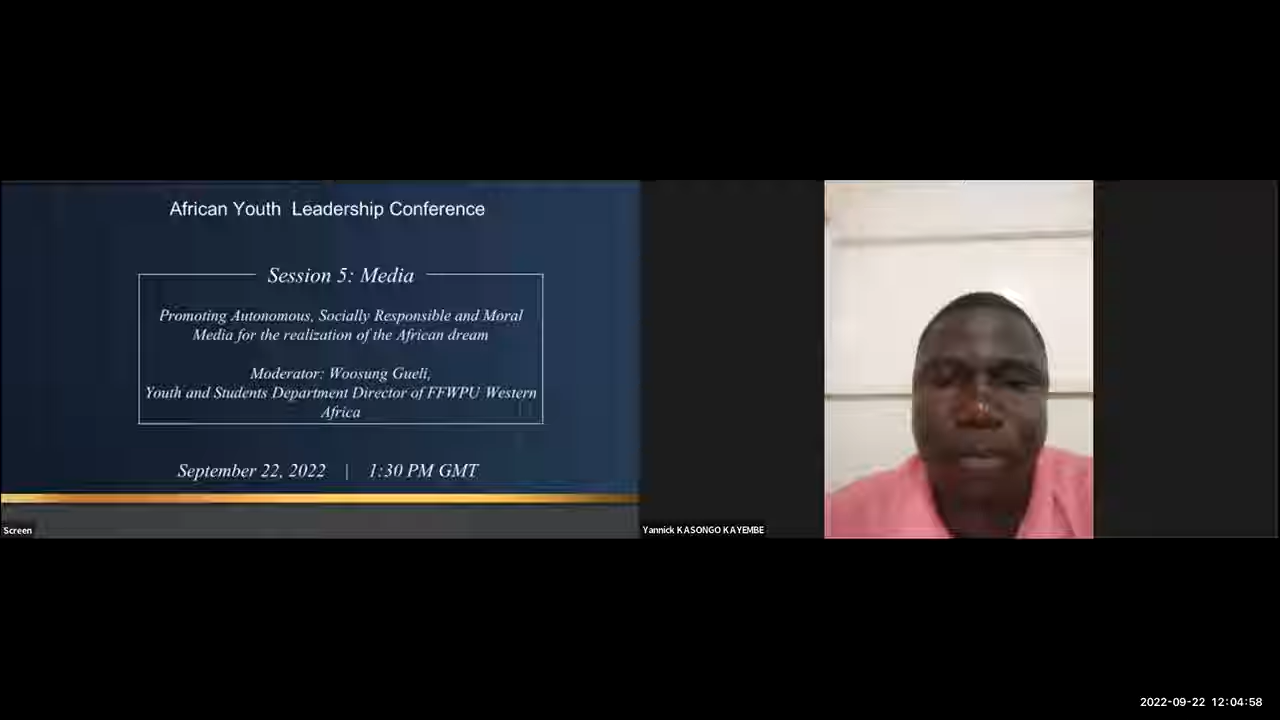 African Youth Leadership Conference
Session 5: Media
Promoting Autonomous, Socially Responsible and Moral
Media for the realization of the African dream
Moderator: Woosung Gueli,
Youth and Students Department Director of FFWPU Western
Africa
September 22, 2022 | 1:30 PM GMT
Screen
Yannick KASONGO KAYEMBE
2022-09-22 12:04:58